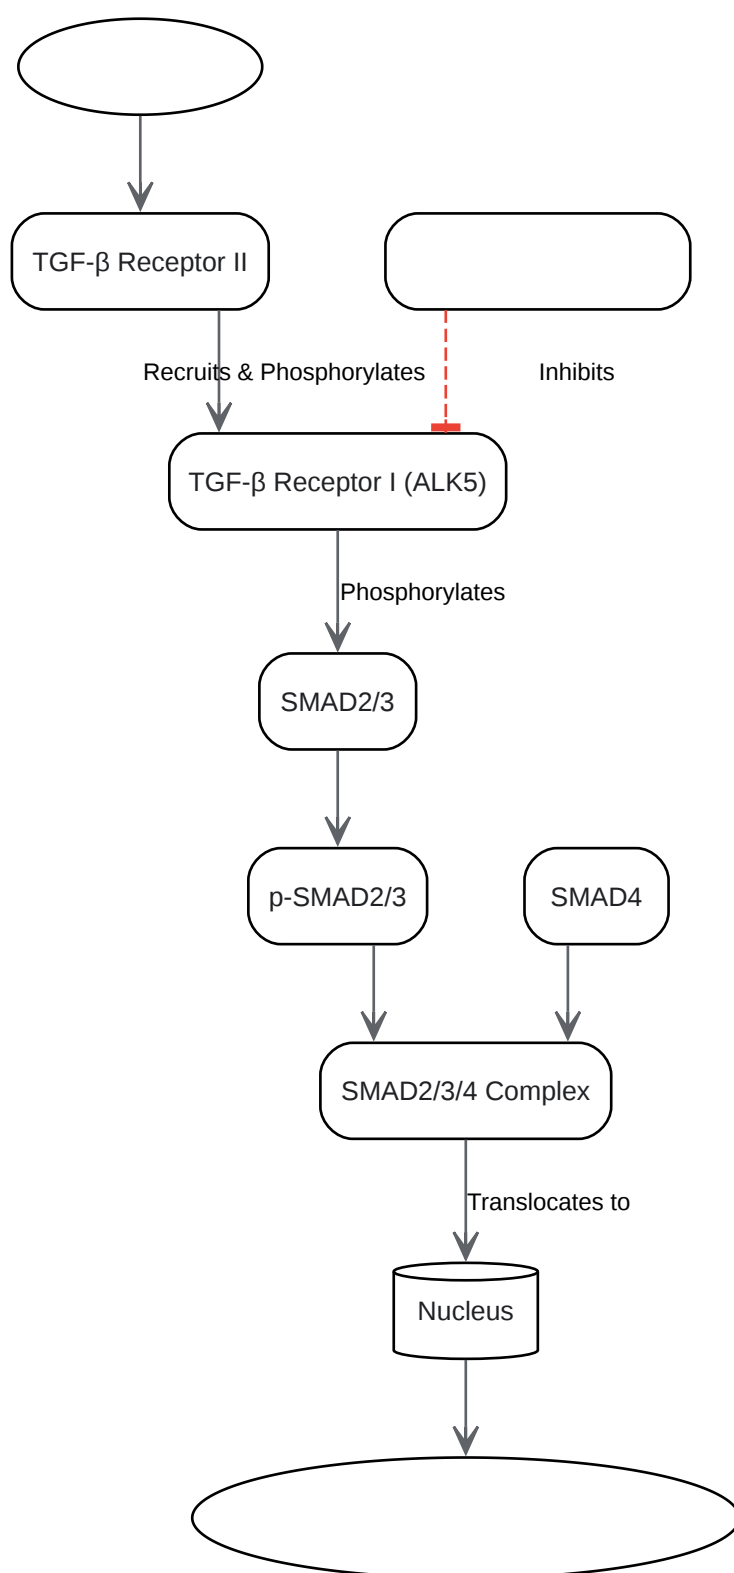 TGF-β Receptor II
Recruits & Phosphorylates
Inhibits
TGF-β Receptor I (ALK5)
Phosphorylates
SMAD2/3
p-SMAD2/3
SMAD4
SMAD2/3/4 Complex
Translocates to
Nucleus